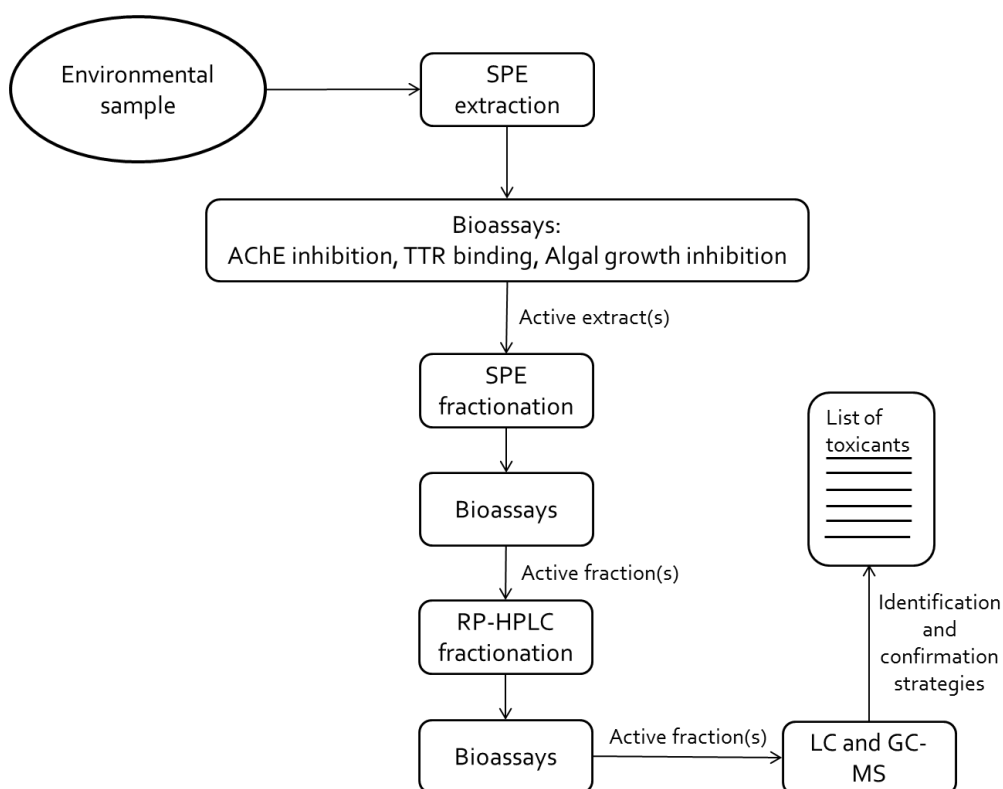 Environmental
sample
SPE
extraction
Bioassays:
AChE inhibition, TTR binding, Algal growth inhibition
Active extract(s)
SPE
fractionation
Bioassays
Active fraction(s)
RP-HPLC
fractionation
Bioassays
Active fraction(s)
LC and GC-
MS
Identification
and
confirmation
strategies
List of
toxicants